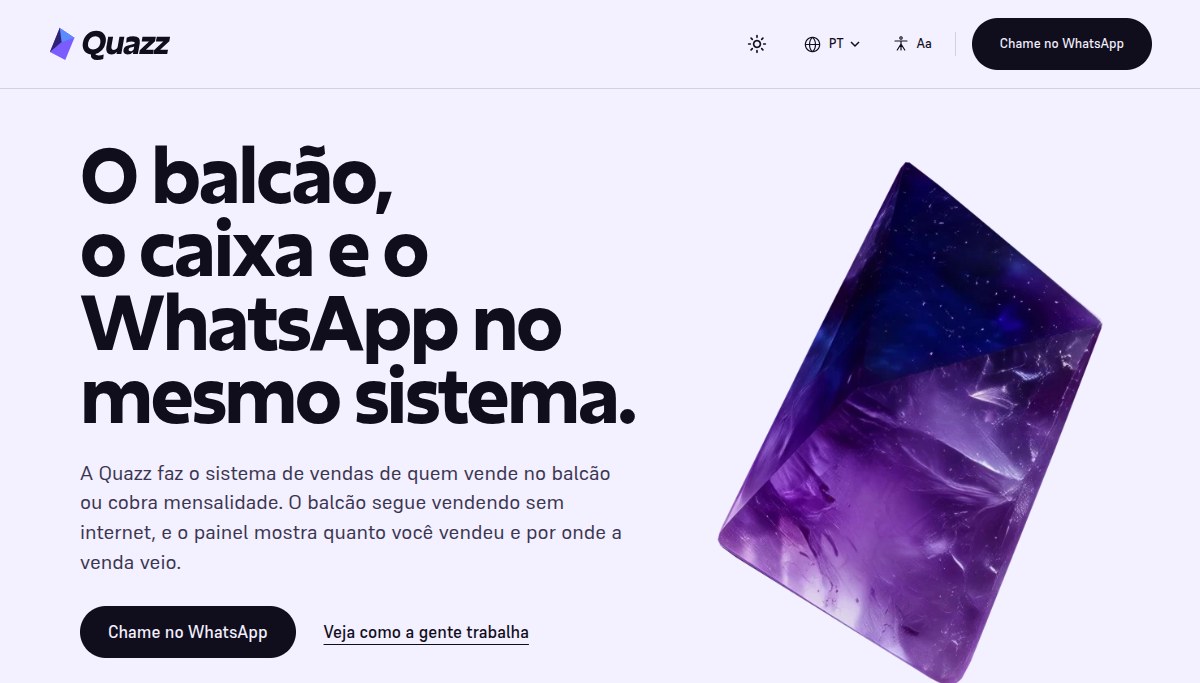 Quazz
PT
Aa
Chame no WhatsApp
O balcão,
o caixa e o
WhatsApp no
mesmo sistema.
A Quazz faz o sistema de vendas de quem vende no balcão
ou cobra mensalidade. O balcão segue vendendo sem
internet, e o painel mostra quanto você vendeu e por onde a
venda veio.
Chame no WhatsApp
Veja como a gente trabalha